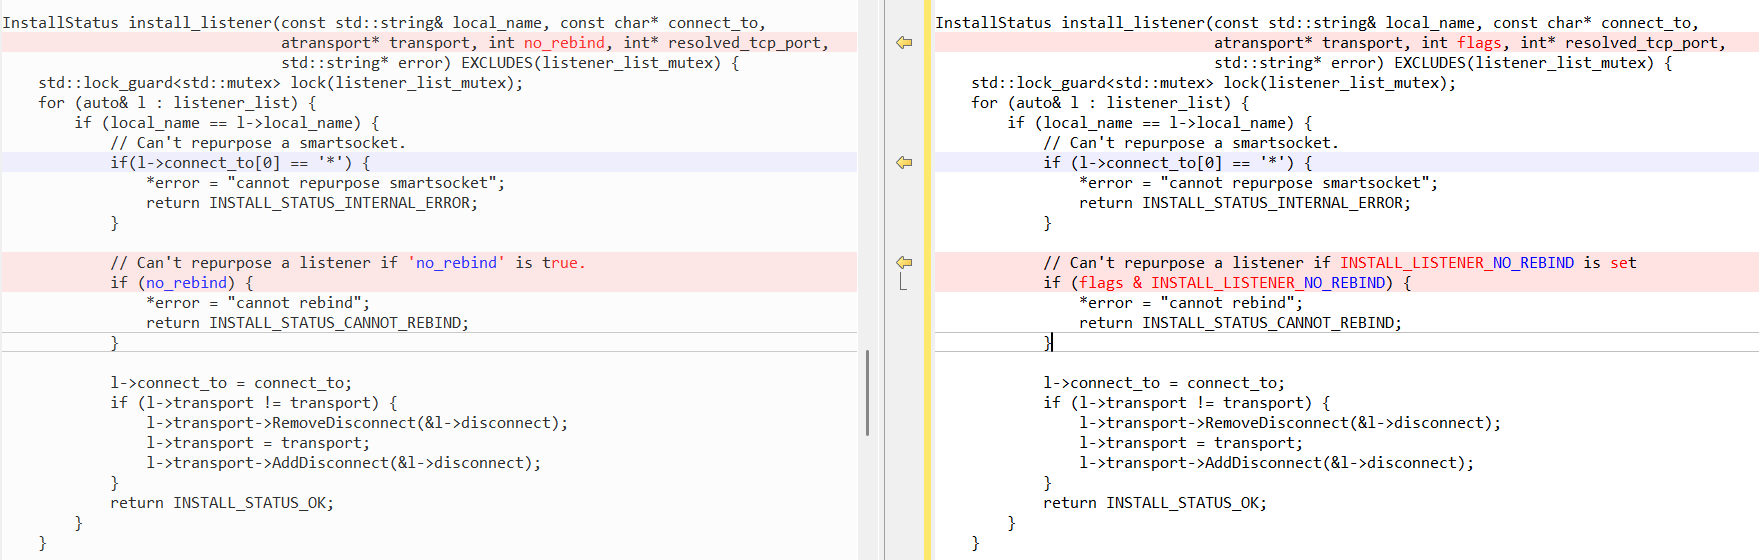 InstallStatus install_listener(const std::string& local_name, const char* connect_to,
                               atransport* transport, int no_rebind, int* resolved_tcp_port,
                               std::string* error) EXCLUDES(listener_list_mutex) {
    std::lock_guard<std::mutex> lock(listener_list_mutex);
    for (auto& l : listener_list) {
        if (local_name == l->local_name) {
            // Can't repurpose a smartsocket.
            if(l->connect_to[0] == '*') {
                *error = "cannot repurpose smartsocket";
                return INSTALL_STATUS_INTERNAL_ERROR;
            }
            // Can't repurpose a listener if 'no_rebind' is true.
            if (no_rebind) {
                *error = "cannot rebind";
                return INSTALL_STATUS_CANNOT_REBIND;
            }
            l->connect_to = connect_to;
            if (l->transport != transport) {
                l->transport->RemoveDisconnect(&l->disconnect);
                l->transport = transport;
                l->transport->AddDisconnect(&l->disconnect);
            }
            return INSTALL_STATUS_OK;
        }
    }
InstallStatus install_listener(const std::string& local_name, const char* connect_to,
                               atransport* transport, int flags, int* resolved_tcp_port,
                               std::string* error) EXCLUDES(listener_list_mutex) {
    std::lock_guard<std::mutex> lock(listener_list_mutex);
    for (auto& l : listener_list) {
        if (local_name == l->local_name) {
            // Can't repurpose a smartsocket.
            if (l->connect_to[0] == '*') {
                *error = "cannot repurpose smartsocket";
                return INSTALL_STATUS_INTERNAL_ERROR;
            }
            // Can't repurpose a listener if INSTALL_LISTENER_NO_REBIND is set
            if (flags & INSTALL_LISTENER_NO_REBIND) {
                *error = "cannot rebind";
                return INSTALL_STATUS_CANNOT_REBIND;
            }
            l->connect_to = connect_to;
            if (l->transport != transport) {
                l->transport->RemoveDisconnect(&l->disconnect);
                l->transport = transport;
                l->transport->AddDisconnect(&l->disconnect);
            }
            return INSTALL_STATUS_OK;
        }
    }